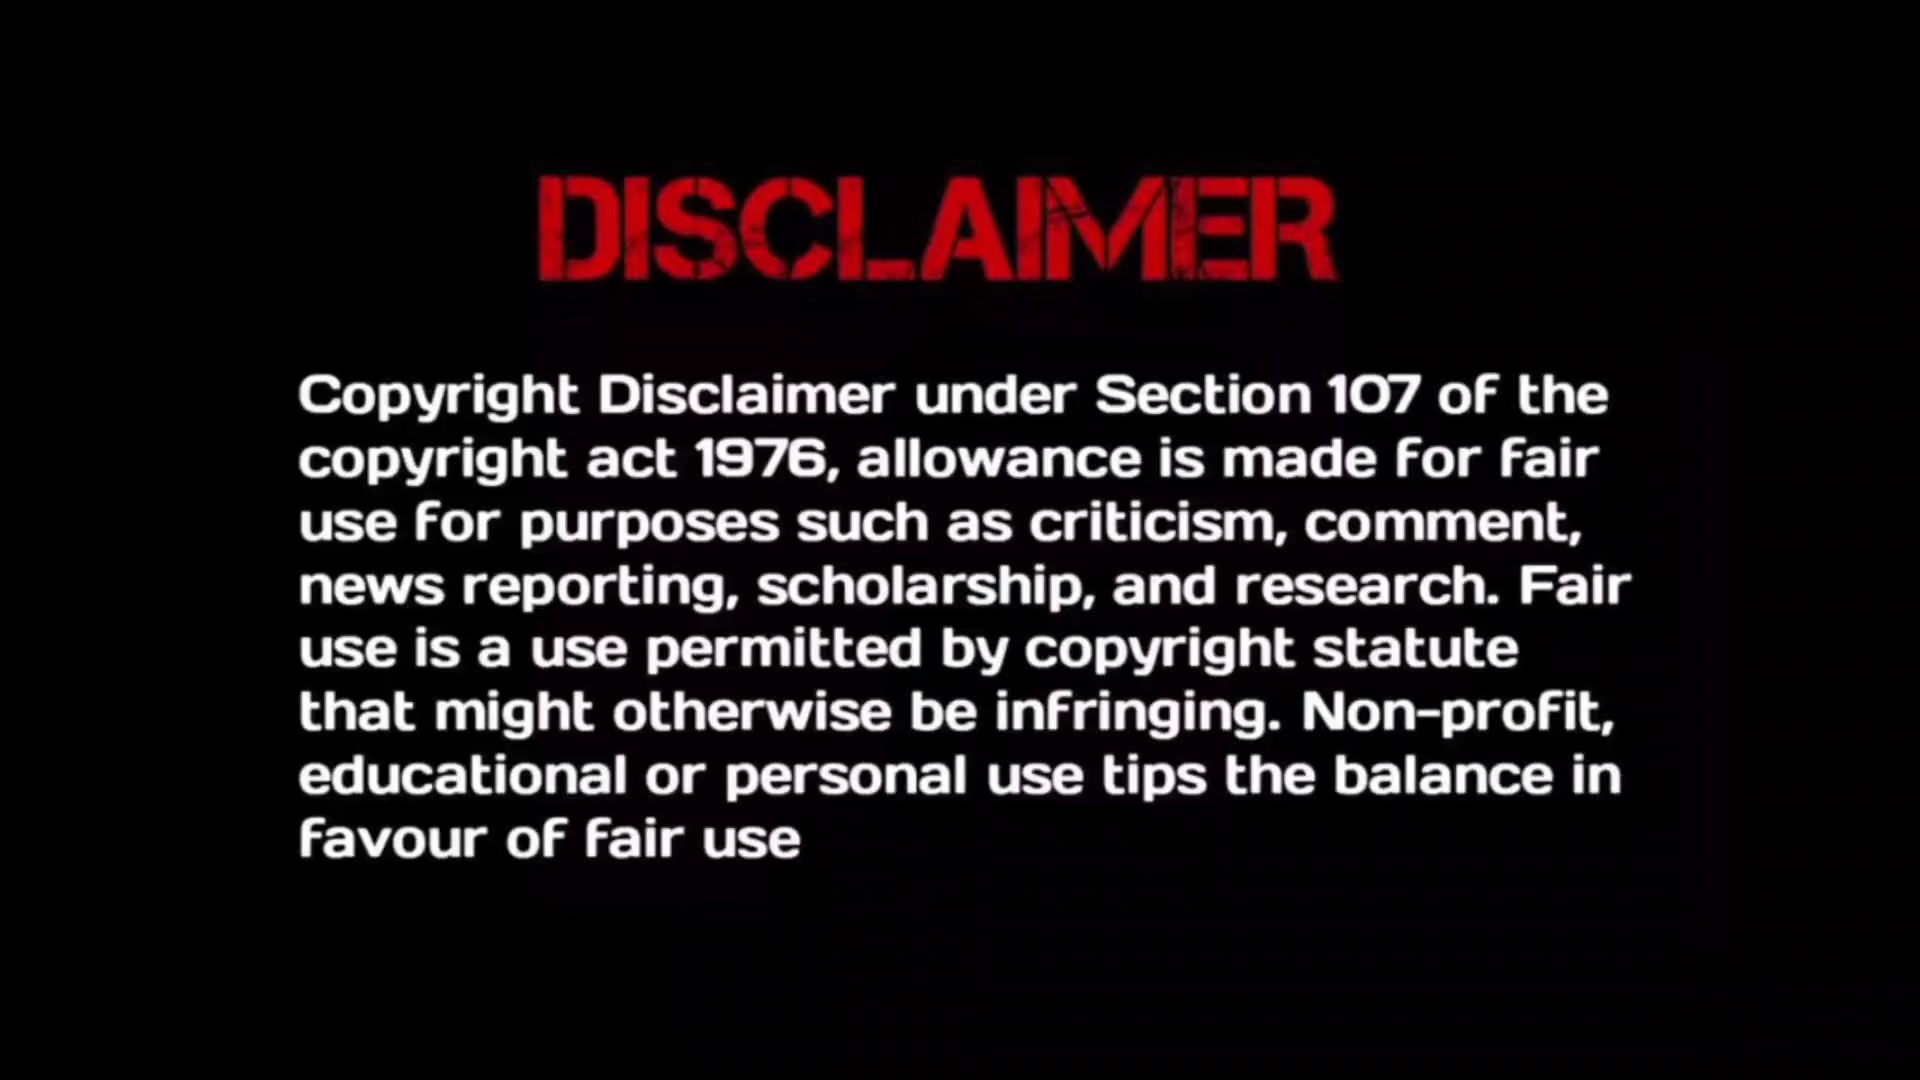 DISCLAIMER
Copyright Disclaimer under Section 107 of the
copyright act 1976, allowance is made for fair
use for purposes such as criticism, comment,
news reporting, scholarship, and research. Fair
use is a use permitted by copyright statute
that might otherwise be infringing. Non-profit,
educational or personal use tips the balance in
favour of fair use